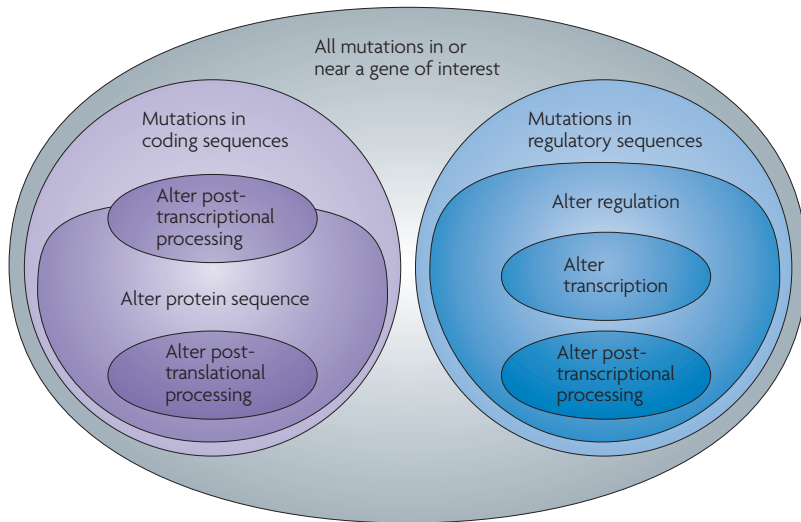 All mutations in or
near a gene of interest
Mutations in
coding sequences
Alter post-
transcriptional
processing
Alter protein sequence
Alter post-
translational
processing
Mutations in
regulatory sequences
Alter regulation
Alter
transcription
Alter post-
transcriptional
processing